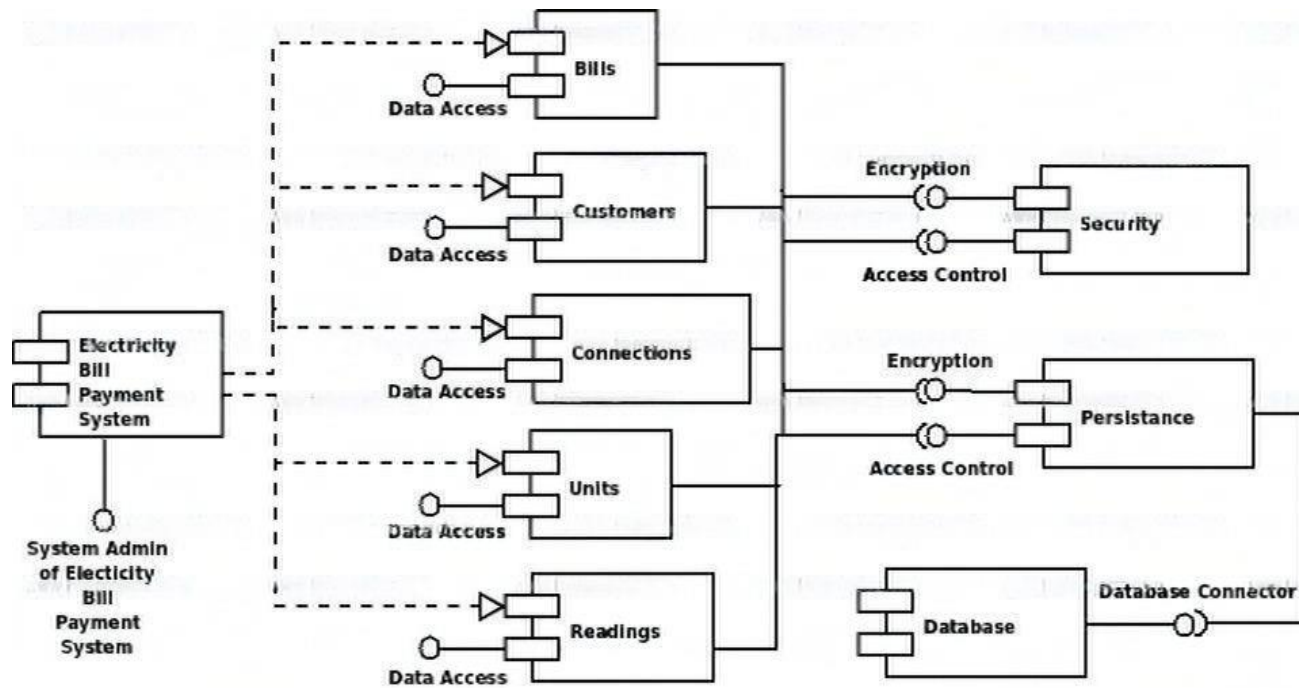 Bills
Data Access
Encryption
Customers
Security
Data Access
Access Control
Electricity
Bill
Payment
System
Connections
Encryption
Data Access
Persistance
Access Control
Units
Data Access
System Admin
of Electicity
Bill
Payment
System
Database Connector
Readings
Database
Data Access